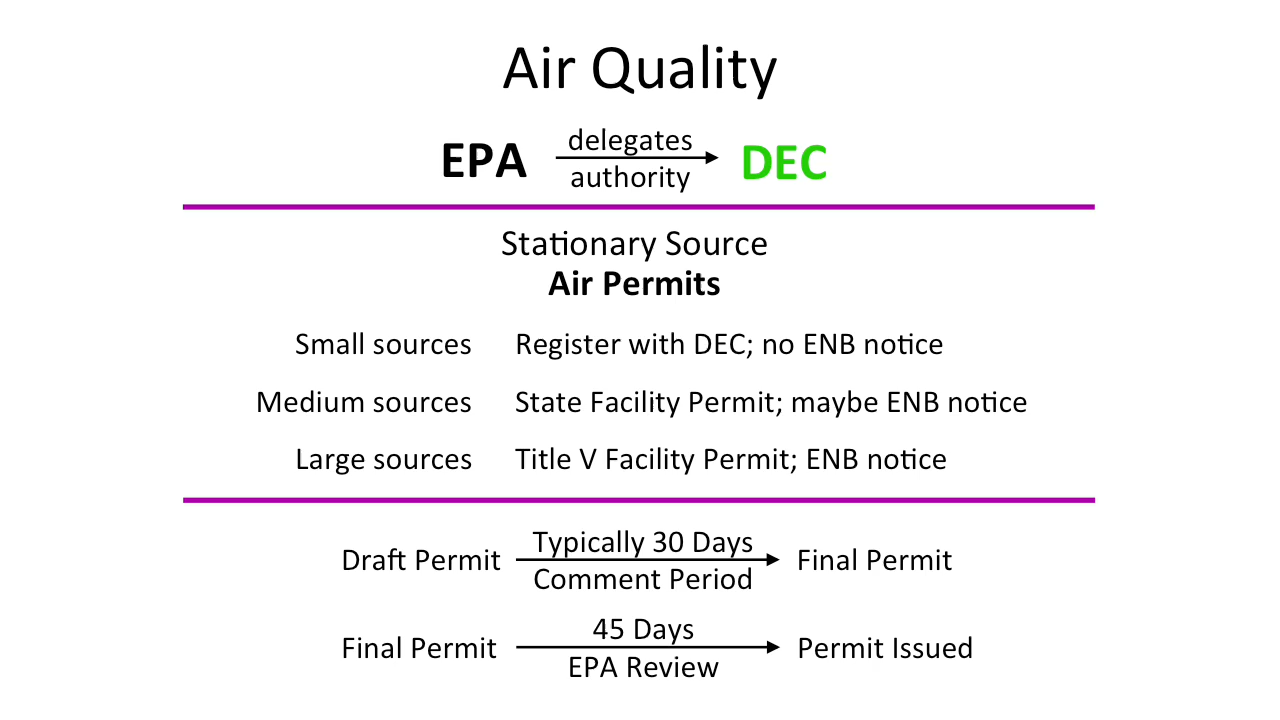 Air Quality
EPA delegates authority DEC
Stationary Source
Air Permits
Small sources Register with DEC; no ENB notice
Medium sources State Facility Permit; maybe ENB notice
Large sources Title V Facility Permit; ENB notice
Draft Permit Typically 30 Days Comment Period Final Permit
Final Permit 45 Days EPA Review Permit Issued